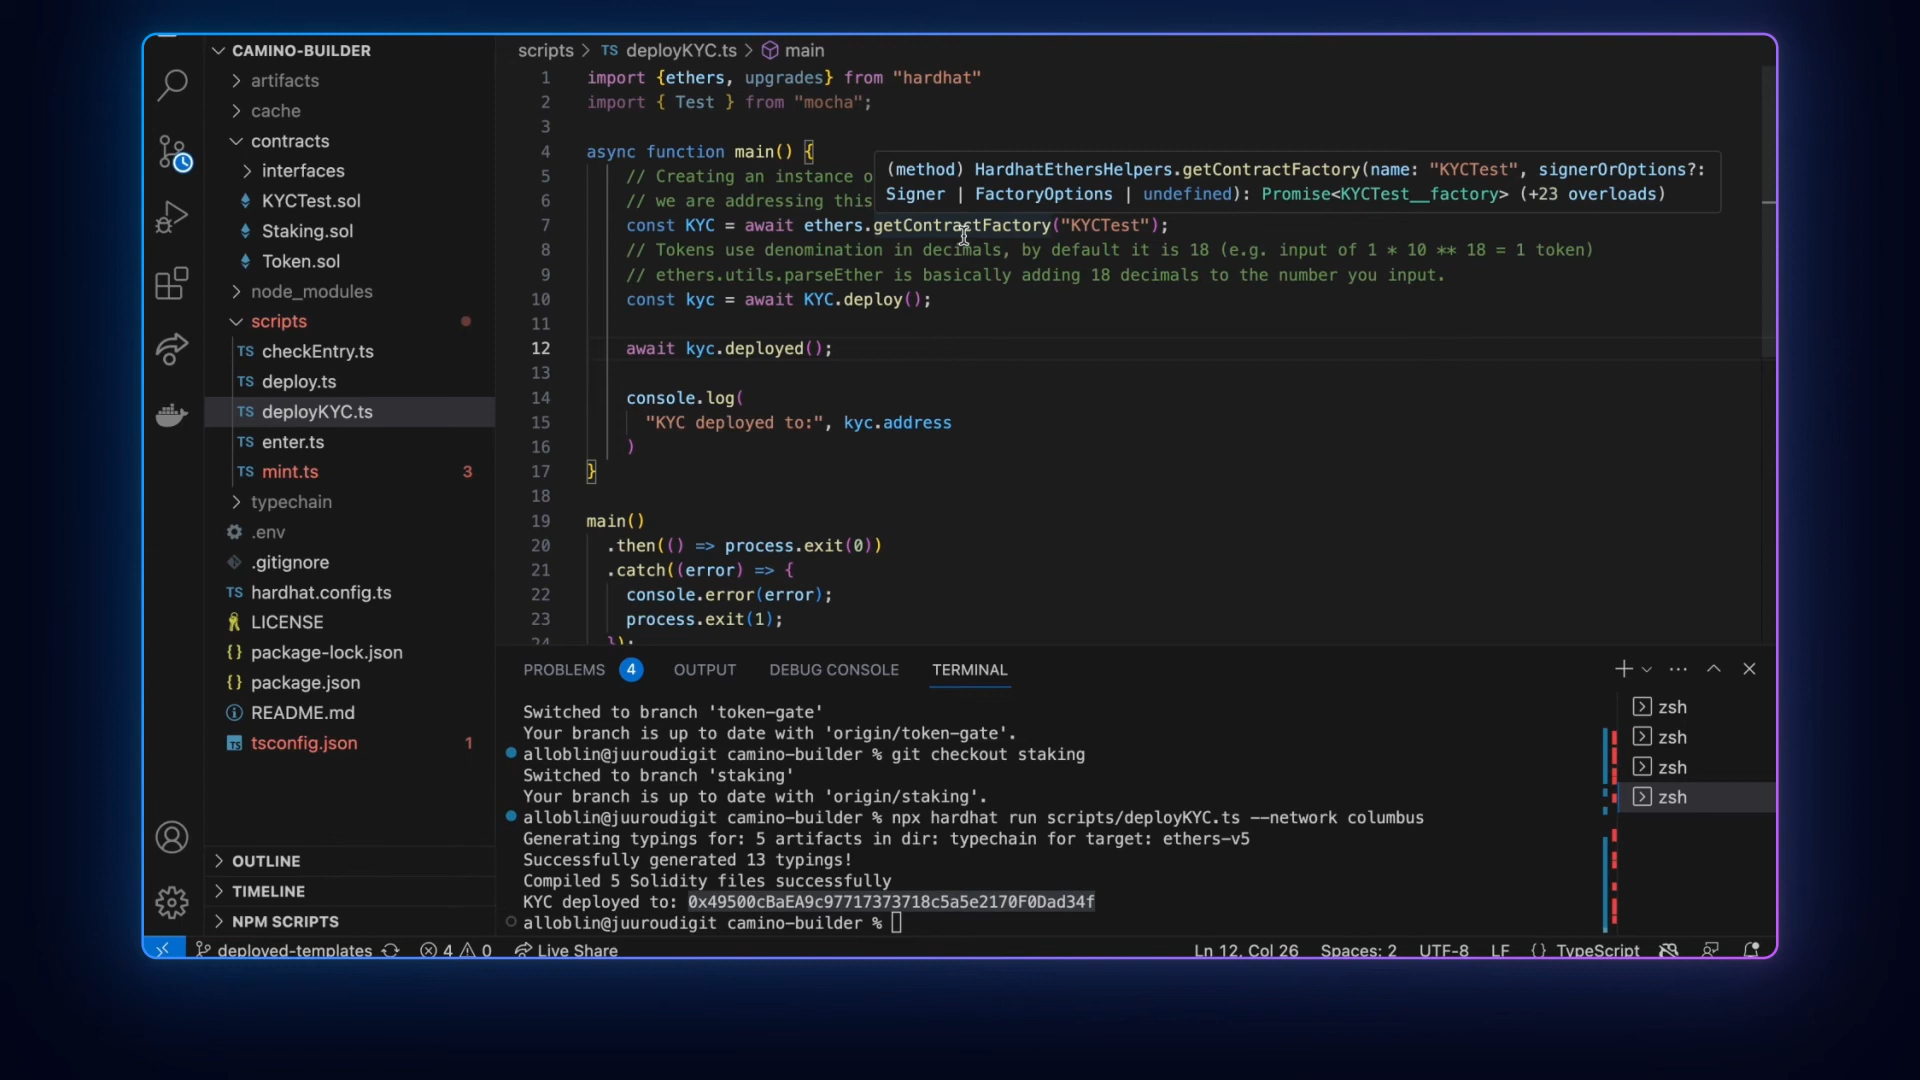 CAMINO-BUILDER
artifacts
cache
contracts
interfaces
KYCTest.sol
Staking.sol
Token.sol
node_modules
scripts
TS checkEntry.ts
TS deploy.ts
TS deployKYC.ts
TS enter.ts
TS mint.ts 3
typechain
.env
.gitignore
TS hardhat.config.ts
LICENSE
{} package-lock.json
{} package.json
README.md
TS tsconfig.json 1
OUTLINE
TIMELINE
NPM SCRIPTS
scripts > TS deployKYC.ts > main
1 import {ethers, upgrades} from "hardhat"
2 import { Test } from "mocha";
3
4 async function main() {
5 // Creating an instance o
6 // we are addressing this
(method) HardhatEthersHelpers.getContractFactory(name: "KYCTest", signerOrOptions?:
Signer | FactoryOptions | undefined): Promise<KYCTest__factory> (+23 overloads)
7 const KYC = await ethers.getContractFactory("KYCTest");
8 // Tokens use denomination in decimals, by default it is 18 (e.g. input of 1 * 10 ** 18 = 1 token)
9 // ethers.utils.parseEther is basically adding 18 decimals to the number you input.
10 const kyc = await KYC.deploy();
11
12 await kyc.deployed();
13
14 console.log(
15 "KYC deployed to:", kyc.address
16 )
17 }
18
19 main()
20 .then(() => process.exit(0))
21 .catch((error) => {
22 console.error(error);
23 process.exit(1);
24 });
PROBLEMS 4 OUTPUT DEBUG CONSOLE TERMINAL
Switched to branch 'token-gate'
Your branch is up to date with 'origin/token-gate'.
alloblin@juuroudigit camino-builder % git checkout staking
Switched to branch 'staking'
Your branch is up to date with 'origin/staking'.
alloblin@juuroudigit camino-builder % npx hardhat run scripts/deployKYC.ts --network columbus
Generating typings for: 5 artifacts in dir: typechain for target: ethers-v5
Successfully generated 13 typings!
Compiled 5 Solidity files successfully
KYC deployed to: 0x49500cBaEA9c97717373718c5a5e2170F0Dad34f
alloblin@juuroudigit camino-builder %
zsh
zsh
zsh
zsh
deployed-templates 4 0 Live Share Ln 12, Col 26 Spaces: 2 UTF-8 LF {} TypeScript